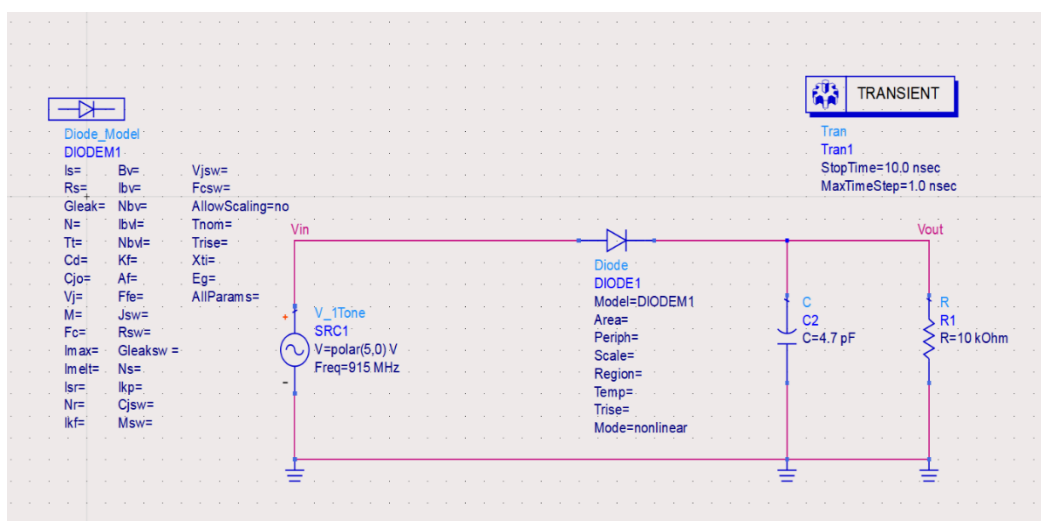 TRANSIENT
Tran
Tran1
StopTime=10.0 nsec
MaxTimeStep=1.0 nsec
Diode_Model
DIODEM1
Is= Bv= Vjsw=
Rs= Ibv= Fcsw=
Gleak= Nbv= AllowScaling=no
N= Ibvl= Tnom=
Tt= Nbvl= Trise=
Cd= Kf= Xti=
Cjo= Af= Eg=
Vj= Ffe= AllParams=
M= Jsw=
Fc= Rsw=
Imax= Gleaksw =
Imelt= Ns=
Isr= Ikp=
Nr= Cjsw=
Ikf= Msw=
Vin
V_1Tone
SRC1
V=polar(5,0) V
Freq=915 MHz
+
-
Diode
DIODE1
Model=DIODEM1
Area=
Periph=
Scale=
Region=
Temp=
Trise=
Mode=nonlinear
Vout
C
C2
C=4.7 pF
R
R1
R=10 kOhm